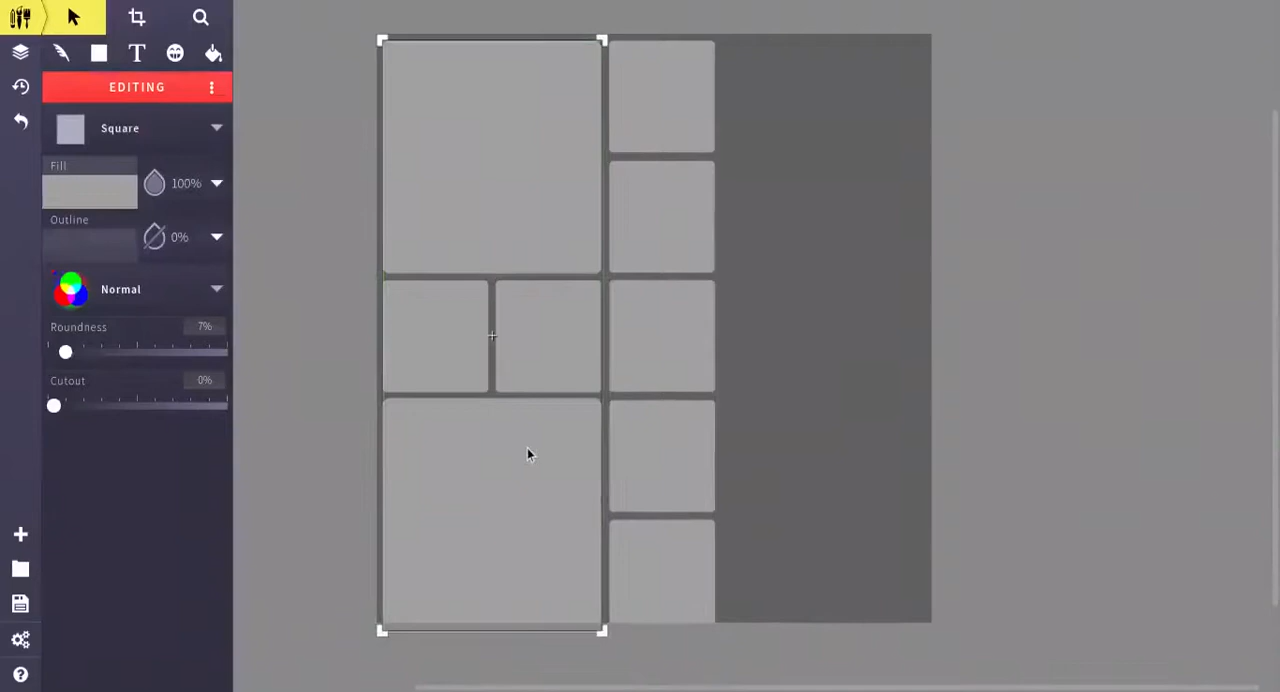 T
EDITING
Square
Fill
100%
Outline
0%
Normal
Roundness
7%
Cutout
0%